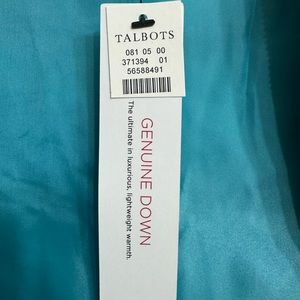 TALBOTS
081 05 00
371394 01
56588491
GENUINE DOWN
The ultimate in luxurious, lightweight warmth.